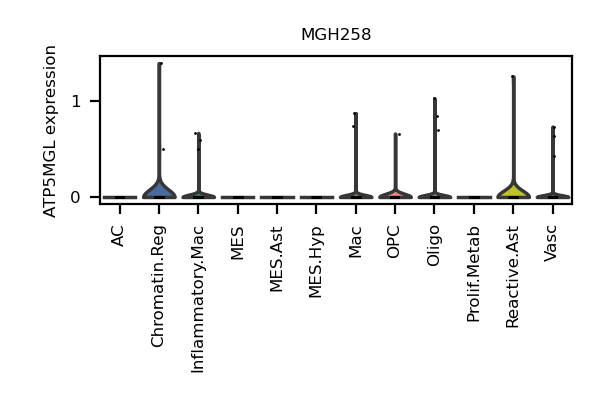 MGH258
ATP5MGL expression
1
0
AC
Chromatin.Reg
Inflammatory.Mac
MES
MES.Ast
MES.Hyp
Mac
OPC
Oligo
Prolif.Metab
Reactive.Ast
Vasc